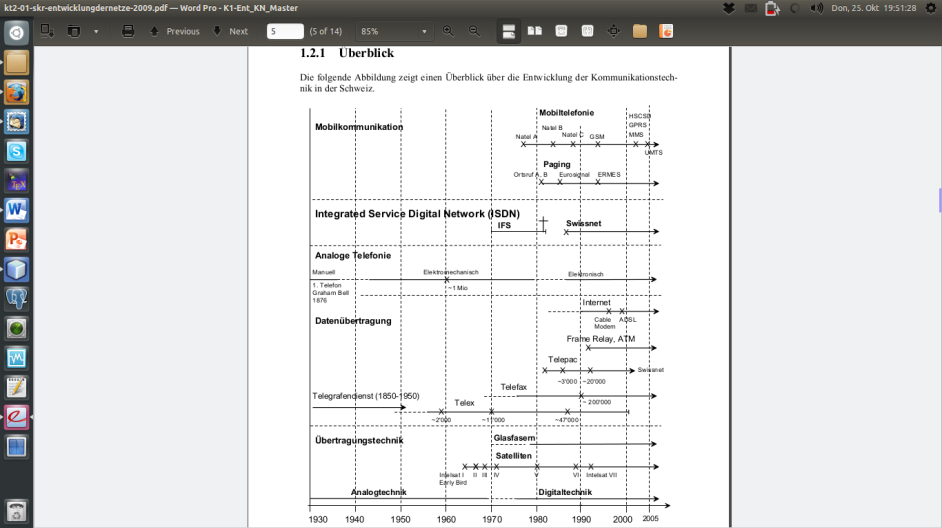 kt2-01-skr-entwicklungdernetze-2009.pdf — Word Pro - K1-Ent_KN_Master
Don, 25. Okt 19:51:28
Previous
Next
5
(5 of 14)
85%
1.2.1 Überblick
Die folgende Abbildung zeigt einen Überblick über die Entwicklung der Kommunikationstech-
nik in der Schweiz.
Mobilkommunikation
Mobiltelefonie
Natel A
Natel B
Natel C
GSM
HSCSD
GPRS
MMS
UMTS
Paging
Ortsruf A, B
Eurosignal
ERMES
Integrated Service Digital Network (ISDN)
IFS
Swissnet
Analoge Telefonie
Manuell
Elektromechanisch
Elektronisch
1. Telefon
Graham Bell
1876
~1 Mio
Datenübertragung
Internet
Cable
Modem
ADSL
Frame Relay, ATM
Telepac
Swissnet
~3'000
~20'000
Telefax
~ 200'000
Telegrafendienst (1850-1950)
Telex
~2'000
~11'000
~47'000
Übertragungstechnik
Glasfasern
Satelliten
Intelsat I
Early Bird
II
III
IV
V
VI
Intelsat VII
Analogtechnik
Digitaltechnik
1930
1940
1950
1960
1970
1980
1990
2000
2005